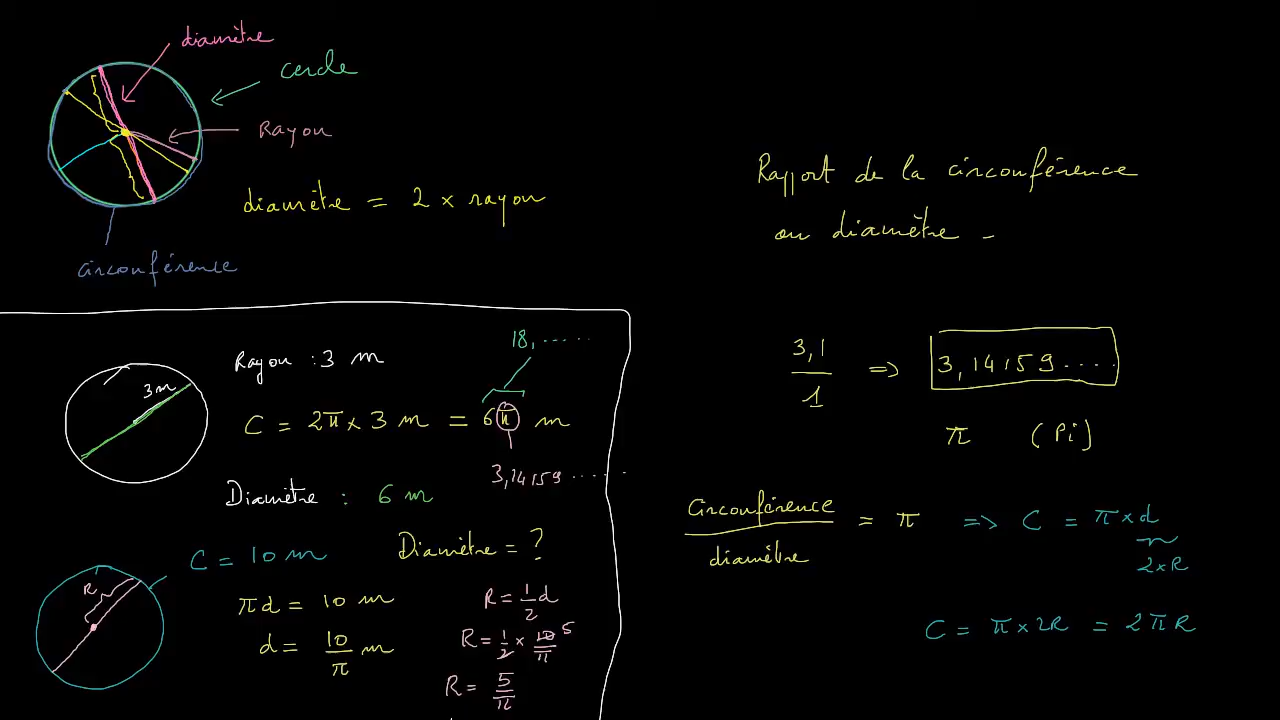 diamètre
cercle
Rayon
diamètre = 2 × rayon
circonférence
Rapport de la circonférence
au diamètre -
3,1
1
=> 3,14159....
π (Pi)
circonférence
diamètre
= π => C = π × d
2×R
C = π × 2R = 2πR
18,......
Rayon : 3 m
3m
C = 2π × 3 m = 6π m
3,14159......
Diamètre : 6 m
C = 10 m
Diamètre = ?
R
πd = 10 m
d = 10/π m
R = 1/2 d
R = 1/2 × 10/π 5
R = 5/π